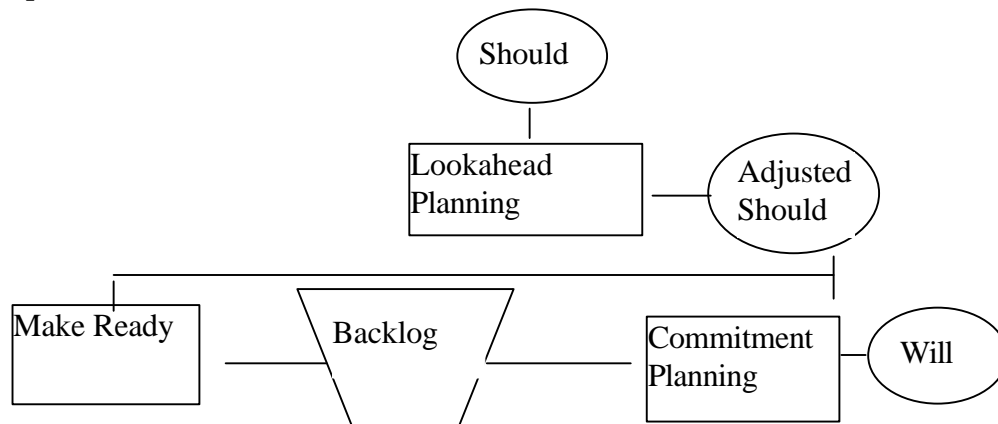 Should
Lookahead
Planning
Adjusted
Should
Make Ready
Backlog
Commitment
Planning
Will